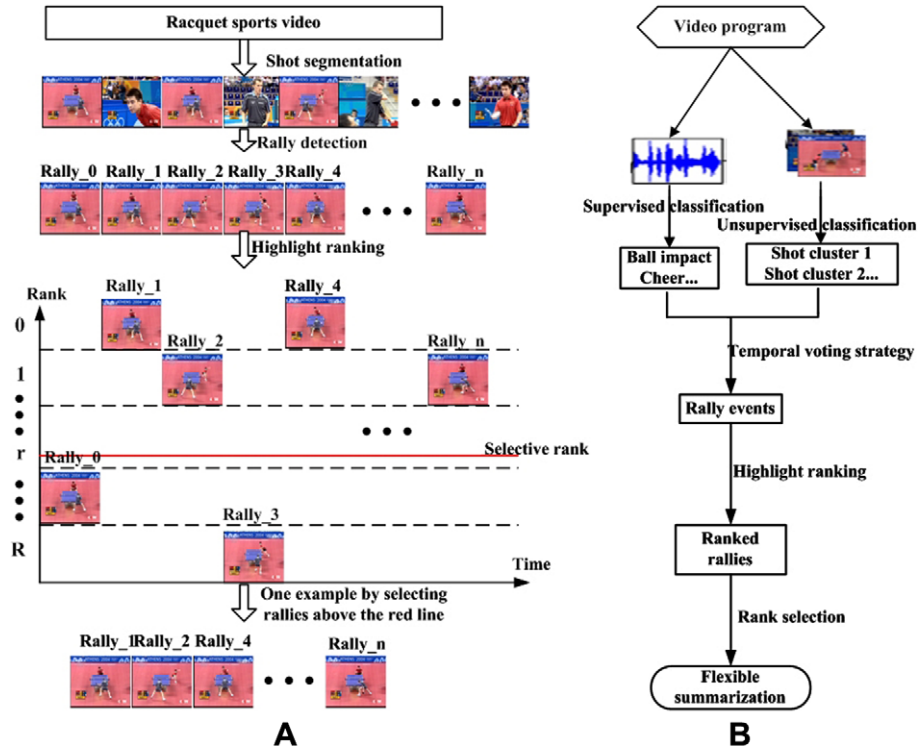 Racquet sports video
Shot segmentation
Rally detection
Rally_0 Rally_1 Rally_2 Rally_3 Rally_4 Rally_n
Highlight ranking
Rank
Rally_1 Rally_4
0
Rally_2 Rally_n
1
r
Selective rank
Rally_0
Rally_3
R
Time
One example by selecting
rallies above the red line
Rally_1 Rally_2 Rally_4 Rally_n
A
Video program
Supervised classification
Unsupervised classification
Ball impact
Cheer...
Shot cluster 1
Shot cluster 2...
Temporal voting strategy
Rally events
Highlight ranking
Ranked
rallies
Rank selection
Flexible
summarization
B